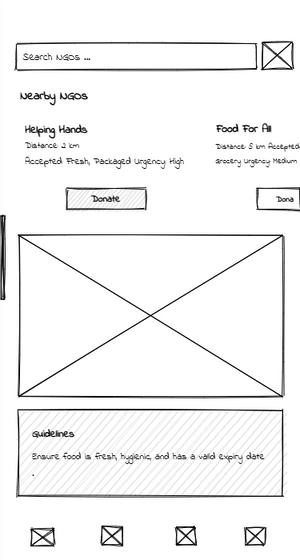 Search NGOs ...
Nearby NGOs
Helping Hands
Distance: 2 km
Accepted: Fresh, Packaged Urgency: High
Donate
Food For All
Distance: 5 km Accepted
Grocery Urgency: Medium
Dona
Guidelines
Ensure food is fresh, hygienic, and has a valid expiry date
.